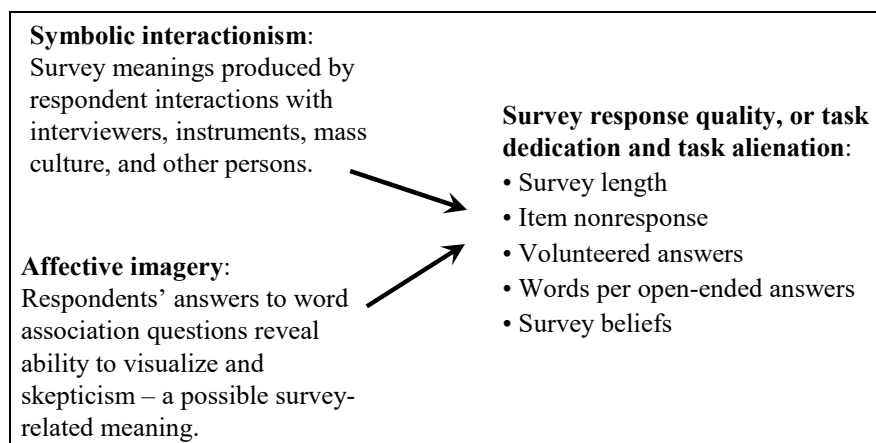 Symbolic interactionism:
Survey meanings produced by
respondent interactions with
interviewers, instruments, mass
culture, and other persons.
Affective imagery:
Respondents’ answers to word
association questions reveal
ability to visualize and
skepticism – a possible survey-
related meaning.
Survey response quality, or task
dedication and task alienation:
• Survey length
• Item nonresponse
• Volunteered answers
• Words per open-ended answers
• Survey beliefs